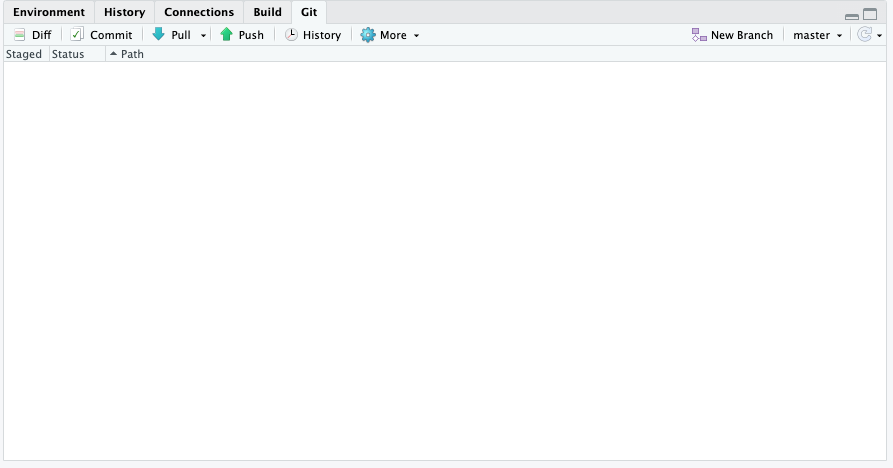 Environment History Connections Build Git
Diff Commit Pull Push History More New Branch master
Staged Status Path